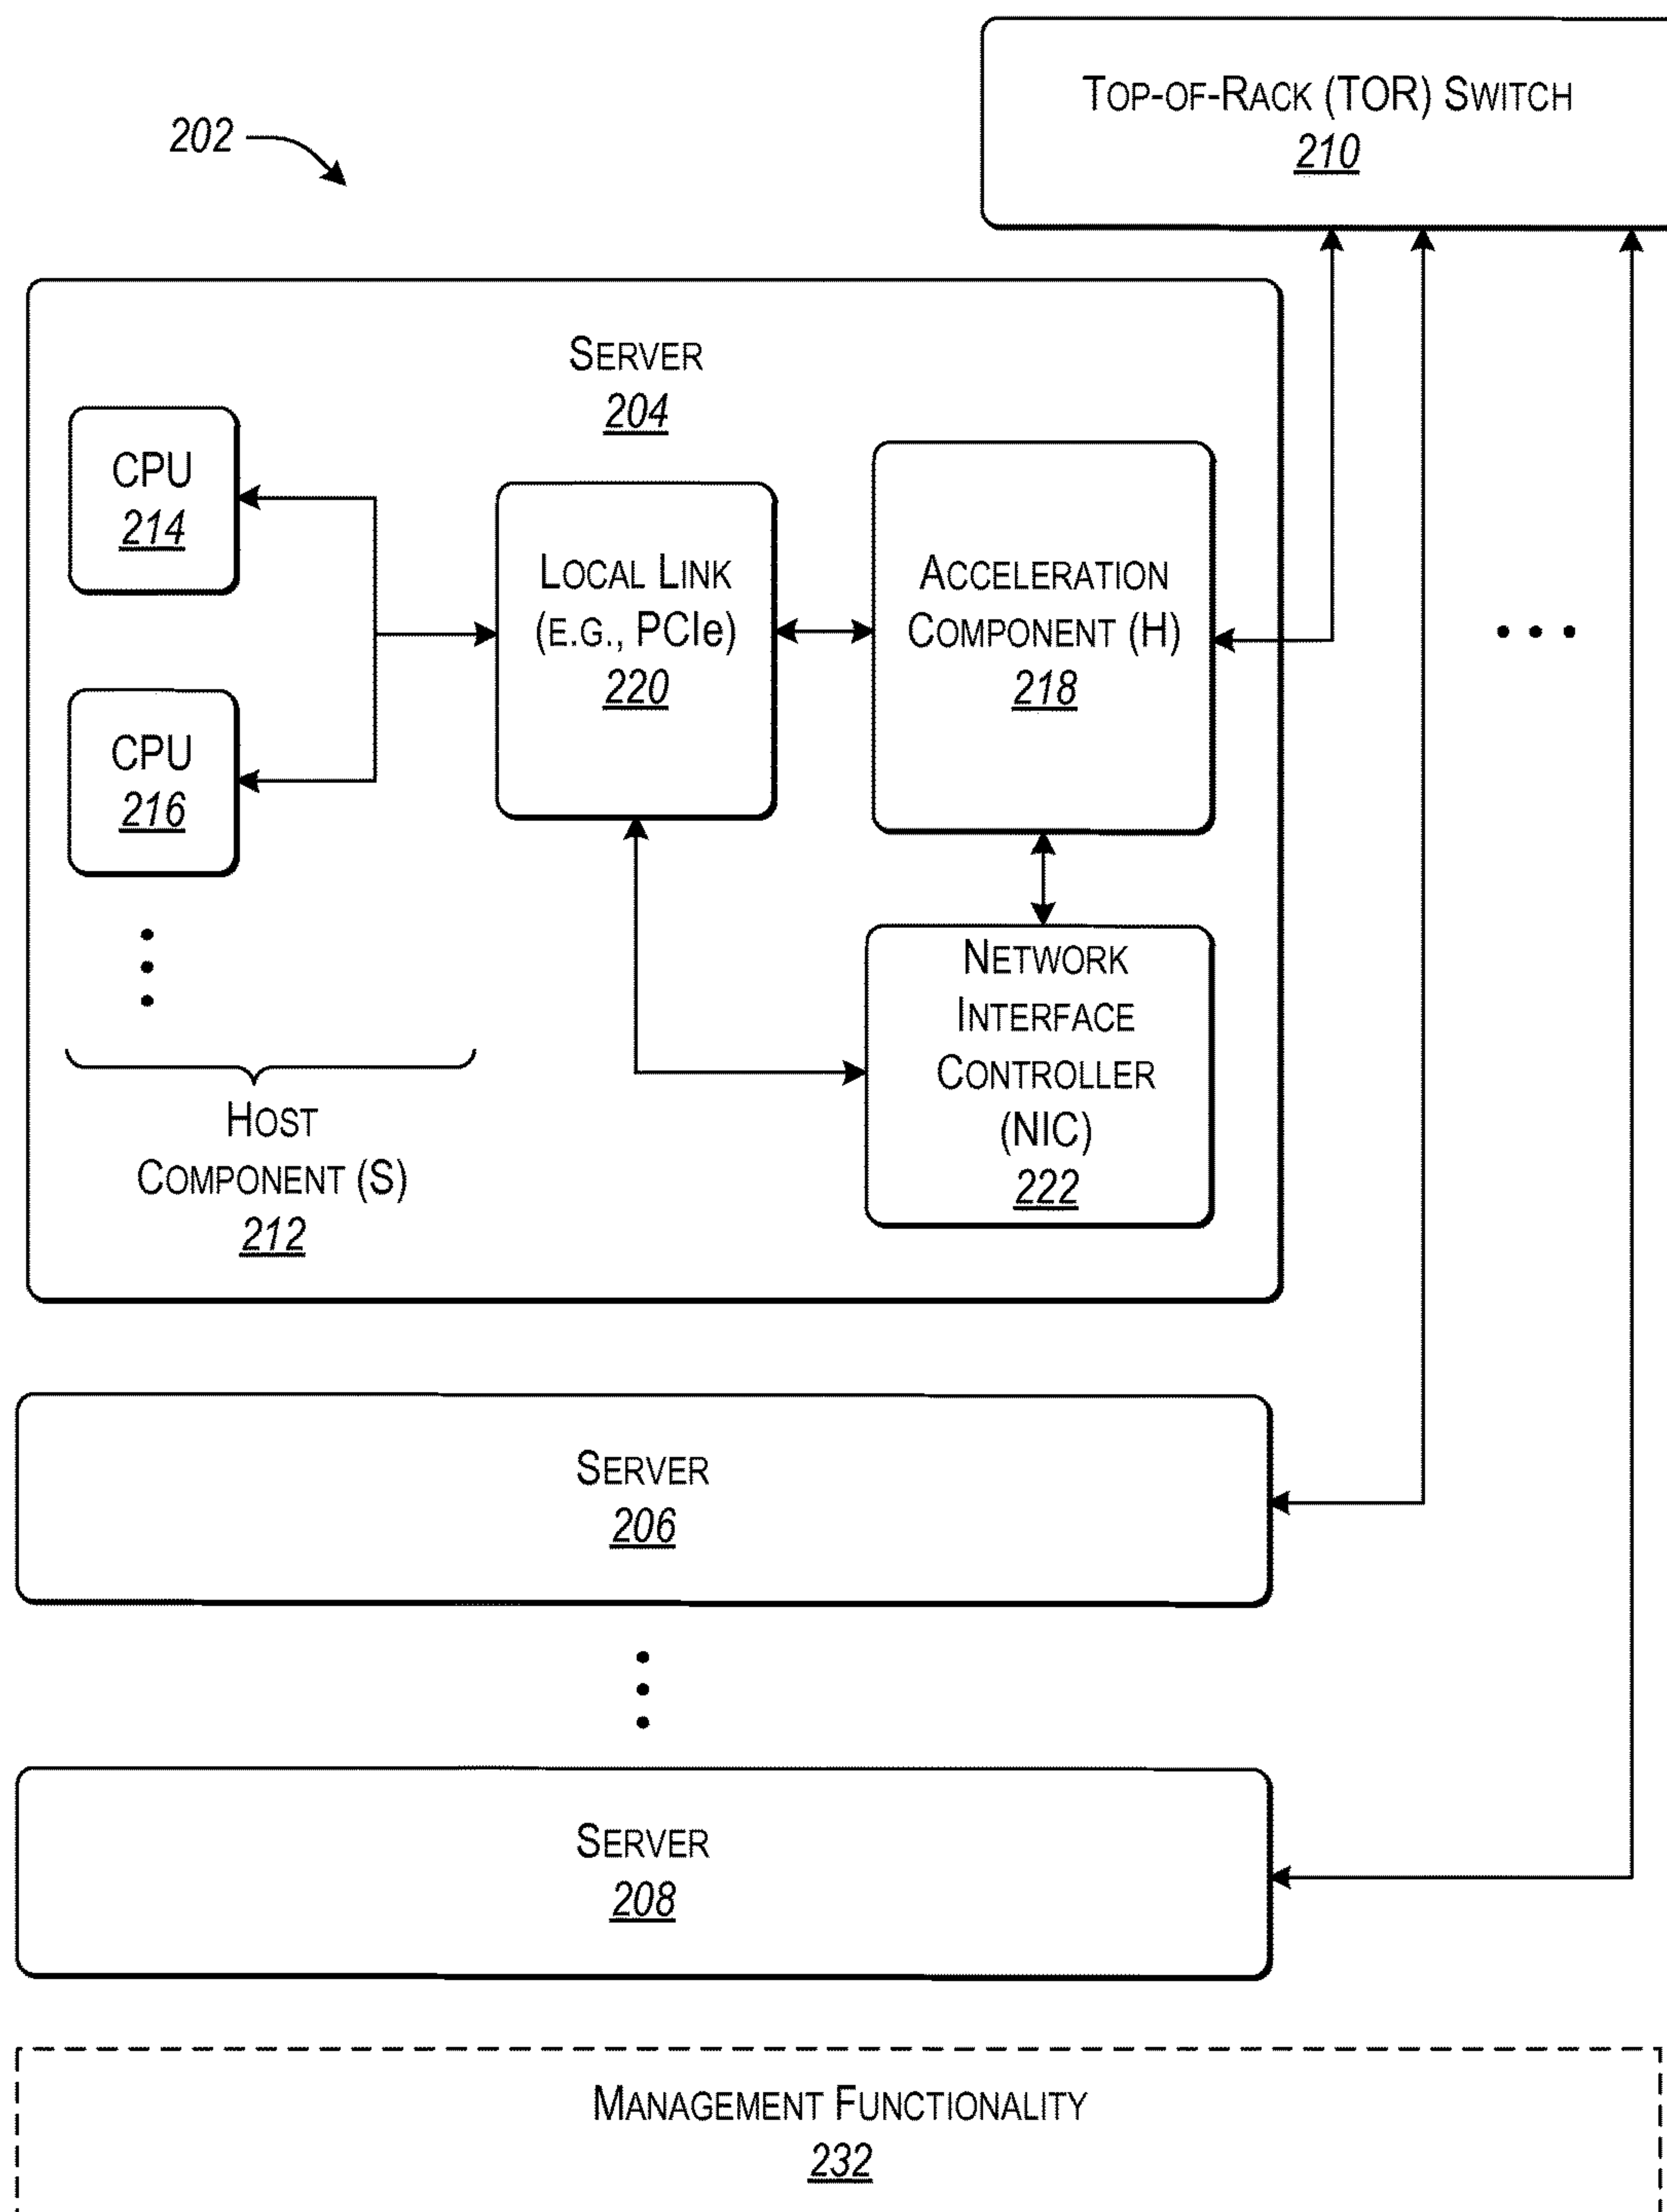 TOP-OF-RACK (TOR) SWITCH
210
202
SERVER
204
CPU
214
LOCAL LINK
(E.G., PCIe)
220
ACCELERATION
COMPONENT (H)
218
CPU
216
NETWORK
INTERFACE
CONTROLLER
(NIC)
222
HOST
COMPONENT (S)
212
SERVER
206
SERVER
208
MANAGEMENT FUNCTIONALITY
232